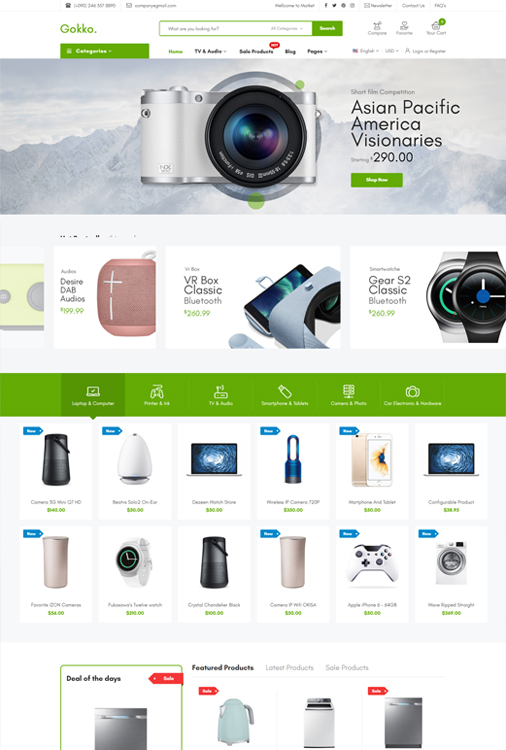 (+091) 246 557 8890
company@gmail.com
Welcome to Market
Newsletter
Contact Us
FAQ's
Gokko.
What are you looking for?
All Categories
Search
Compare
Favorite
Your Cart
Categories
Home
TV & Audio
Sale Products
HOT
Blog
Pages
English
USD
Login or Register
Short film Competition
Asian Pacific
America
Visionaries
Starting $290.00
Shop Now
NX
MINI
Audios
Desire
DAB
Audios
$199.99
Vr Box
VR Box
Classic
Bluetooth
$260.99
Smartwatche
Gear S2
Classic
Bluetooth
$260.99
Laptop & Computer
Printer & Ink
TV & Audio
Smartphone & Tablets
Camera & Photo
Car Electronic & Hardware
New
New
New
New
Camera 3G Mini Q7 HD
$140.00
Beatrix Solo2 On-Ear
$50.00
Dezeen Watch Store
$50.00
Wireless IP Camera 720P
$350.00
Martphone And Tablet
$50.00
Configurable Product
$38.95
New
New
New
New
Favorite iZON Cameras
$56.00
Fukasawa's Twelve watch
$210.00
Crystal Chandelier Black
$100.00
Camera IP Wifi OKISA
$50.00
Apple iPhone 6 - 64GB
$50.00
Move Ripped Straight
$369.00
Deal of the days
Sale
Featured Products
Latest Products
Sale Products
Sale
Sale